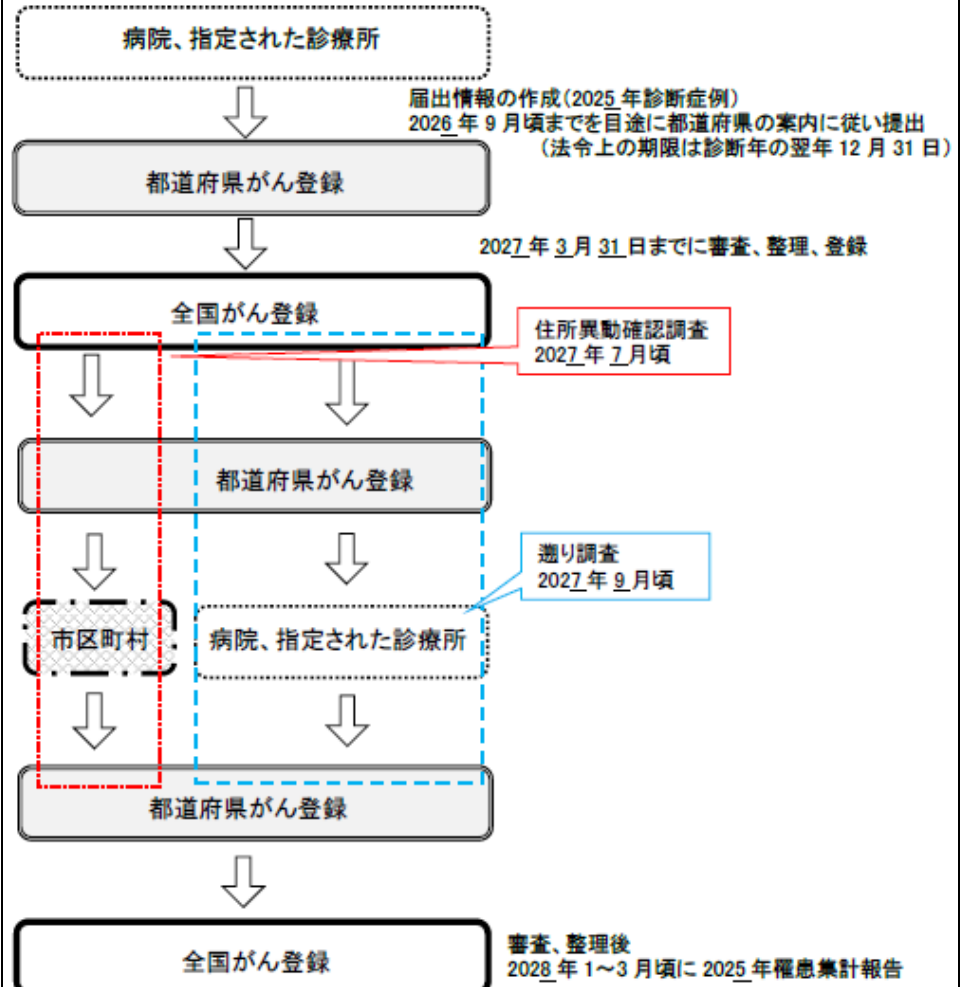 病院、指定された診療所
届出情報の作成（2025 年診断症例）
2026 年 9 月頃までを目途に都道府県の案内に従い提出
（法令上の期限は診断年の翌年 12 月 31 日）
都道府県がん登録
2027 年 3 月 31 日までに審査、整理、登録
全国がん登録
住所異動確認調査
2027 年 7 月頃
都道府県がん登録
遡り調査
2027 年 9 月頃
市区町村
病院、指定された診療所
都道府県がん登録
全国がん登録
審査、整理後
2028 年 1～3 月頃に 2025 年罹患集計報告